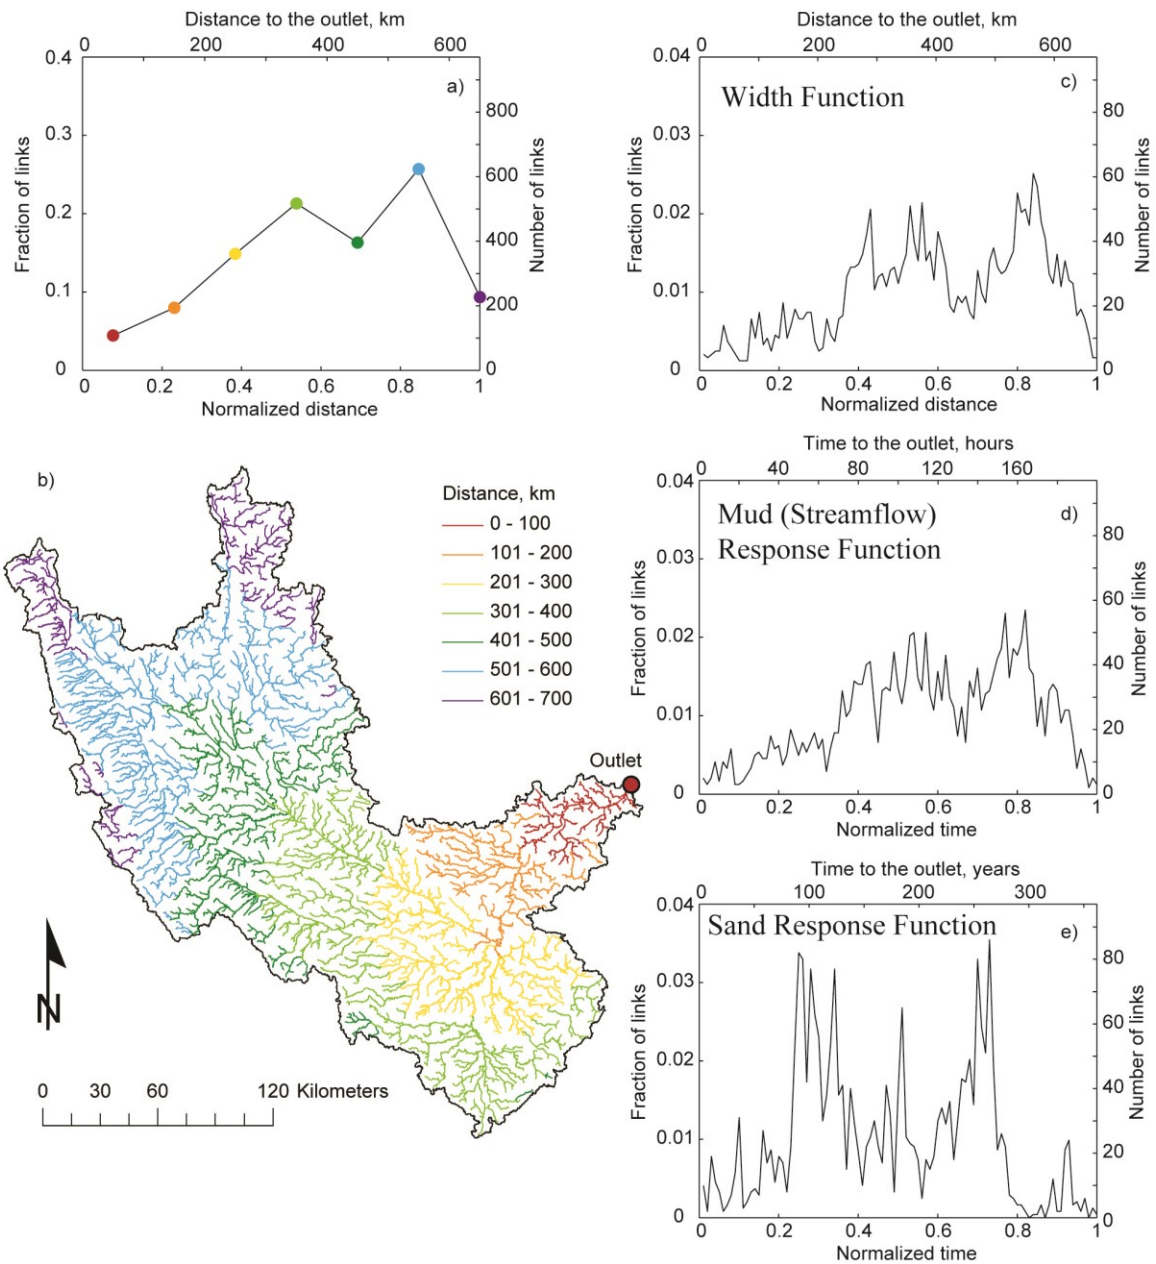 Distance to the outlet, km
0 200 400 600
0.4
0.3
0.2
0.1
0
Fraction of links
a)
800
600
400
200
0
Number of links
0 0.2 0.4 0.6 0.8 1
Normalized distance
Distance to the outlet, km
0 200 400 600
0.04
0.03
0.02
0.01
0
Fraction of links
c)
Width Function
80
60
40
20
0
Number of links
0 0.2 0.4 0.6 0.8 1
Normalized distance
b)
Distance, km
0 - 100
101 - 200
201 - 300
301 - 400
401 - 500
501 - 600
601 - 700
Outlet
N
0 30 60 120 Kilometers
Time to the outlet, hours
0 40 80 120 160
0.04
0.03
0.02
0.01
0
Fraction of links
d)
Mud (Streamflow)
Response Function
80
60
40
20
0
Number of links
0 0.2 0.4 0.6 0.8 1
Normalized time
Time to the outlet, years
0 100 200 300
0.04
0.03
0.02
0.01
0
Fraction of links
Sand Response Function
e)
80
60
40
20
0
Number of links
0 0.2 0.4 0.6 0.8 1
Normalized time